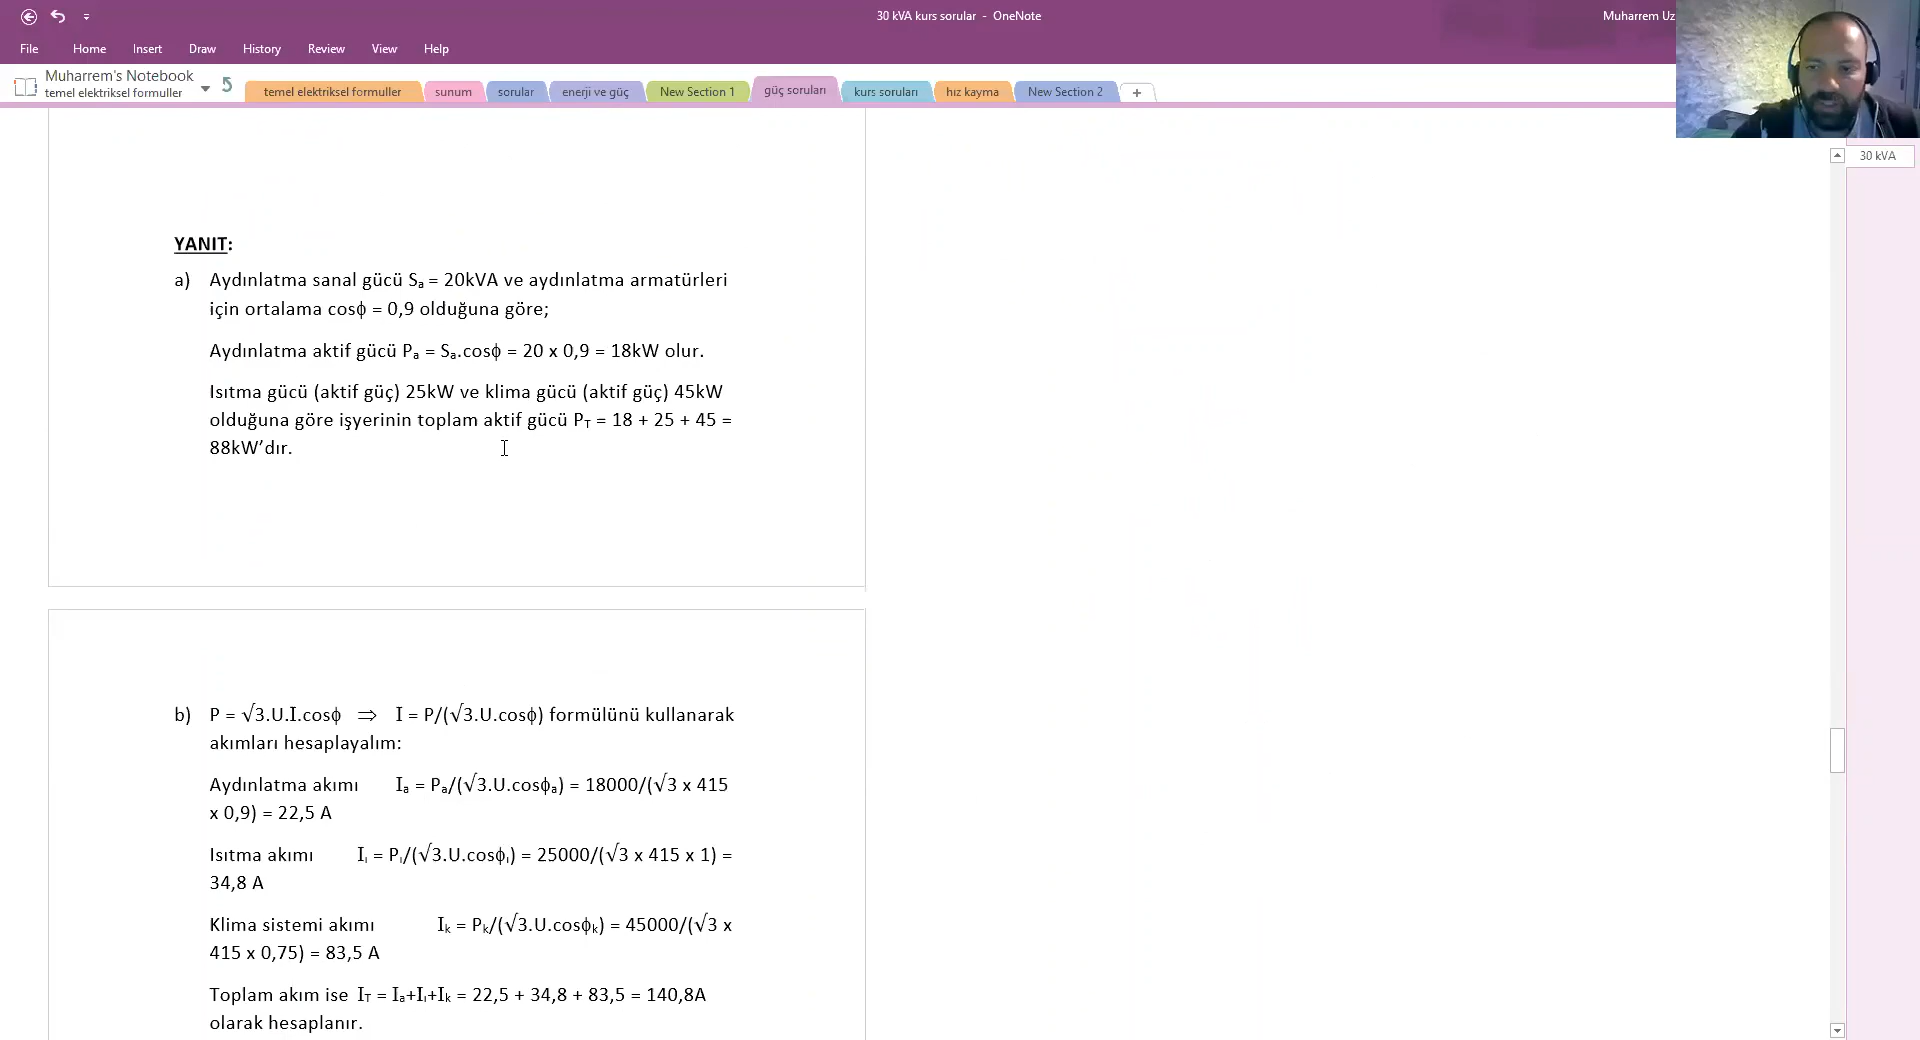 30 kVA kurs sorular - OneNote
Muharrem Uz
File Home Insert Draw History Review View Help
Muharrem's Notebook
temel elektriksel formuller
temel elektriksel formuller sunum sorular enerji ve güç New Section 1 güç soruları kurs soruları hız kayma New Section 2 +
30 kVA
YANIT:
a) Aydınlatma sanal gücü Sₐ = 20kVA ve aydınlatma armatürleri
için ortalama cosϕ = 0,9 olduğuna göre;
Aydınlatma aktif gücü Pₐ = Sₐ.cosϕ = 20 x 0,9 = 18kW olur.
Isıtma gücü (aktif güç) 25kW ve klima gücü (aktif güç) 45kW
olduğuna göre işyerinin toplam aktif gücü P_T = 18 + 25 + 45 =
88kW’dır.
b) P = √3.U.I.cosϕ ⇒ I = P/(√3.U.cosϕ) formülünü kullanarak
akımları hesaplayalım:
Aydınlatma akımı Iₐ = Pₐ/(√3.U.cosϕₐ) = 18000/(√3 x 415
x 0,9) = 22,5 A
Isıtma akımı I_ı = P_ı/(√3.U.cosϕ_ı) = 25000/(√3 x 415 x 1) =
34,8 A
Klima sistemi akımı Iₖ = Pₖ/(√3.U.cosϕₖ) = 45000/(√3 x
415 x 0,75) = 83,5 A
Toplam akım ise I_T = Iₐ+I_ı+Iₖ = 22,5 + 34,8 + 83,5 = 140,8A
olarak hesaplanır.